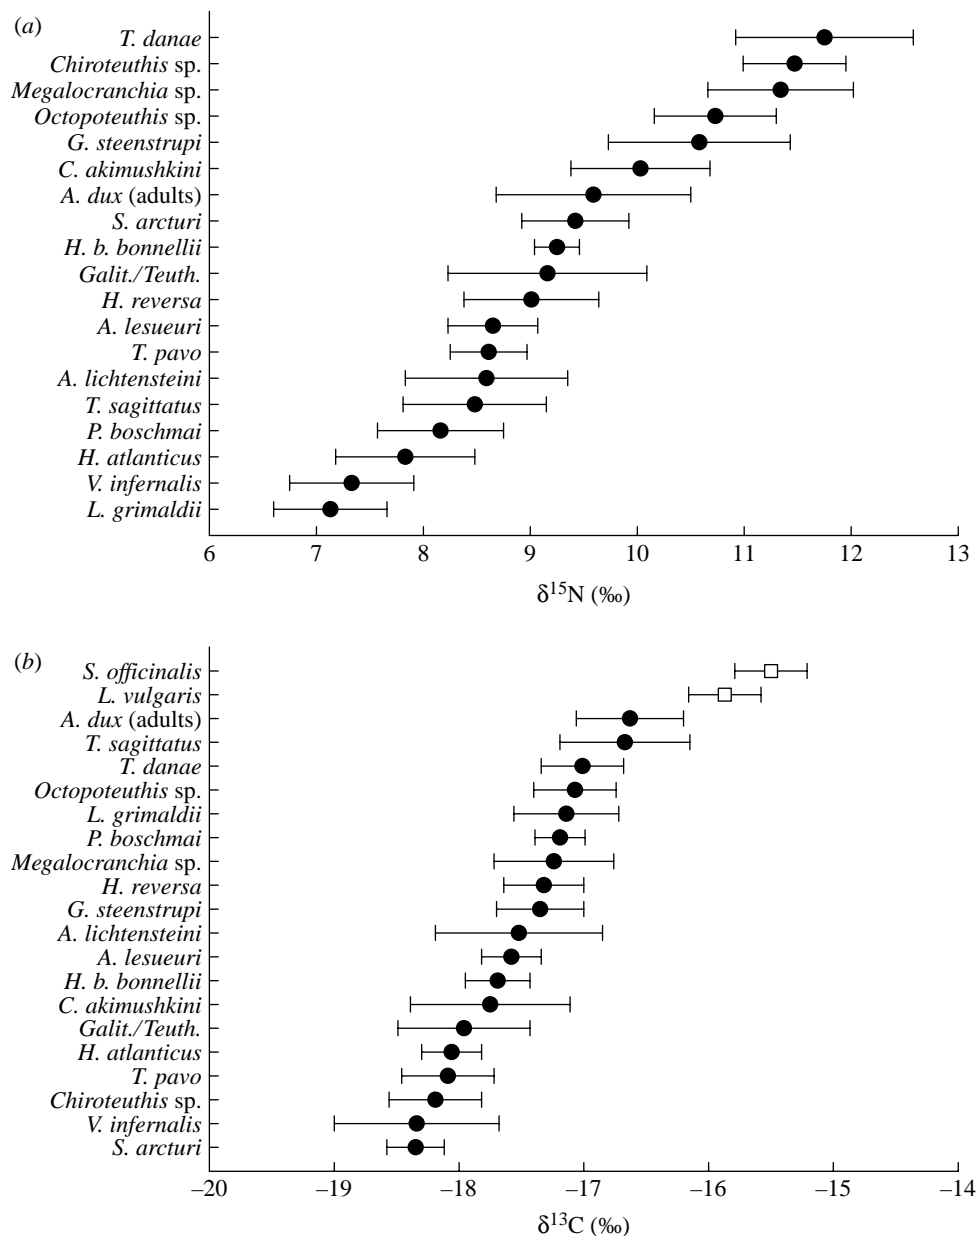 (a)
T. danae
Chiroteuthis sp.
Megalocranchia sp.
Octopoteuthis sp.
G. steenstrupi
C. akimushkini
A. dux (adults)
S. arcturi
H. b. bonnellii
Galit./Teuth.
H. reversa
A. lesueuri
T. pavo
A. lichtensteini
T. sagittatus
P. boschmai
H. atlanticus
V. infernalis
L. grimaldii
6 7 8 9 10 11 12 13
δ¹⁵N (‰)
(b)
S. officinalis
L. vulgaris
A. dux (adults)
T. sagittatus
T. danae
Octopoteuthis sp.
L. grimaldii
P. boschmai
Megalocranchia sp.
H. reversa
G. steenstrupi
A. lichtensteini
A. lesueuri
H. b. bonnellii
C. akimushkini
Galit./Teuth.
H. atlanticus
T. pavo
Chiroteuthis sp.
V. infernalis
S. arcturi
–20 –19 –18 –17 –16 –15 –14
δ¹³C (‰)